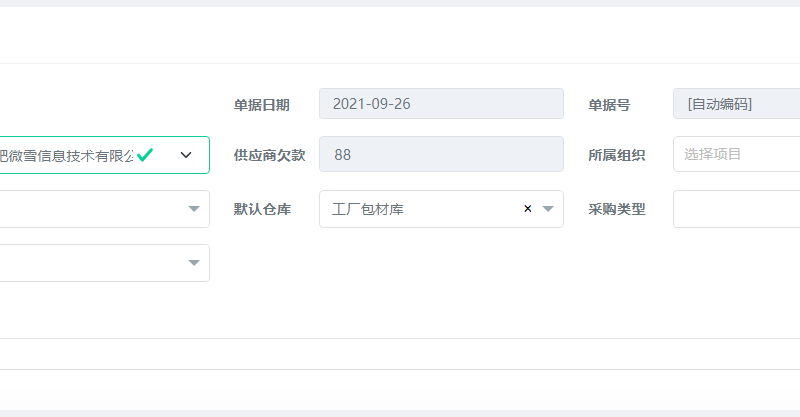 单据日期 2021-09-26 单据号 [自动编码]
微雪信息技术有限公 供应商欠款 88 所属组织 选择项目
默认仓库 工厂包材库 × 采购类型